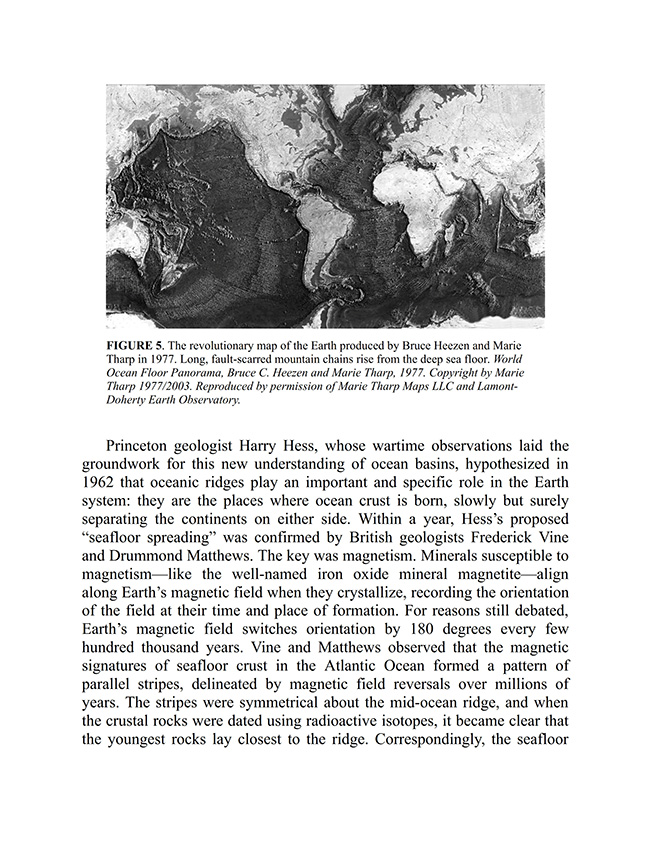 FIGURE 5. The revolutionary map of the Earth produced by Bruce Heezen and Marie
Tharp in 1977. Long, fault-scarred mountain chains rise from the deep sea floor. World
Ocean Floor Panorama, Bruce C. Heezen and Marie Tharp, 1977. Copyright by Marie
Tharp 1977/2003. Reproduced by permission of Marie Tharp Maps LLC and Lamont-
Doherty Earth Observatory.
Princeton geologist Harry Hess, whose wartime observations laid the
groundwork for this new understanding of ocean basins, hypothesized in
1962 that oceanic ridges play an important and specific role in the Earth
system: they are the places where ocean crust is born, slowly but surely
separating the continents on either side. Within a year, Hess’s proposed
“seafloor spreading” was confirmed by British geologists Frederick Vine
and Drummond Matthews. The key was magnetism. Minerals susceptible to
magnetism—like the well-named iron oxide mineral magnetite—align
along Earth’s magnetic field when they crystallize, recording the orientation
of the field at their time and place of formation. For reasons still debated,
Earth’s magnetic field switches orientation by 180 degrees every few
hundred thousand years. Vine and Matthews observed that the magnetic
signatures of seafloor crust in the Atlantic Ocean formed a pattern of
parallel stripes, delineated by magnetic field reversals over millions of
years. The stripes were symmetrical about the mid-ocean ridge, and when
the crustal rocks were dated using radioactive isotopes, it became clear that
the youngest rocks lay closest to the ridge. Correspondingly, the seafloor